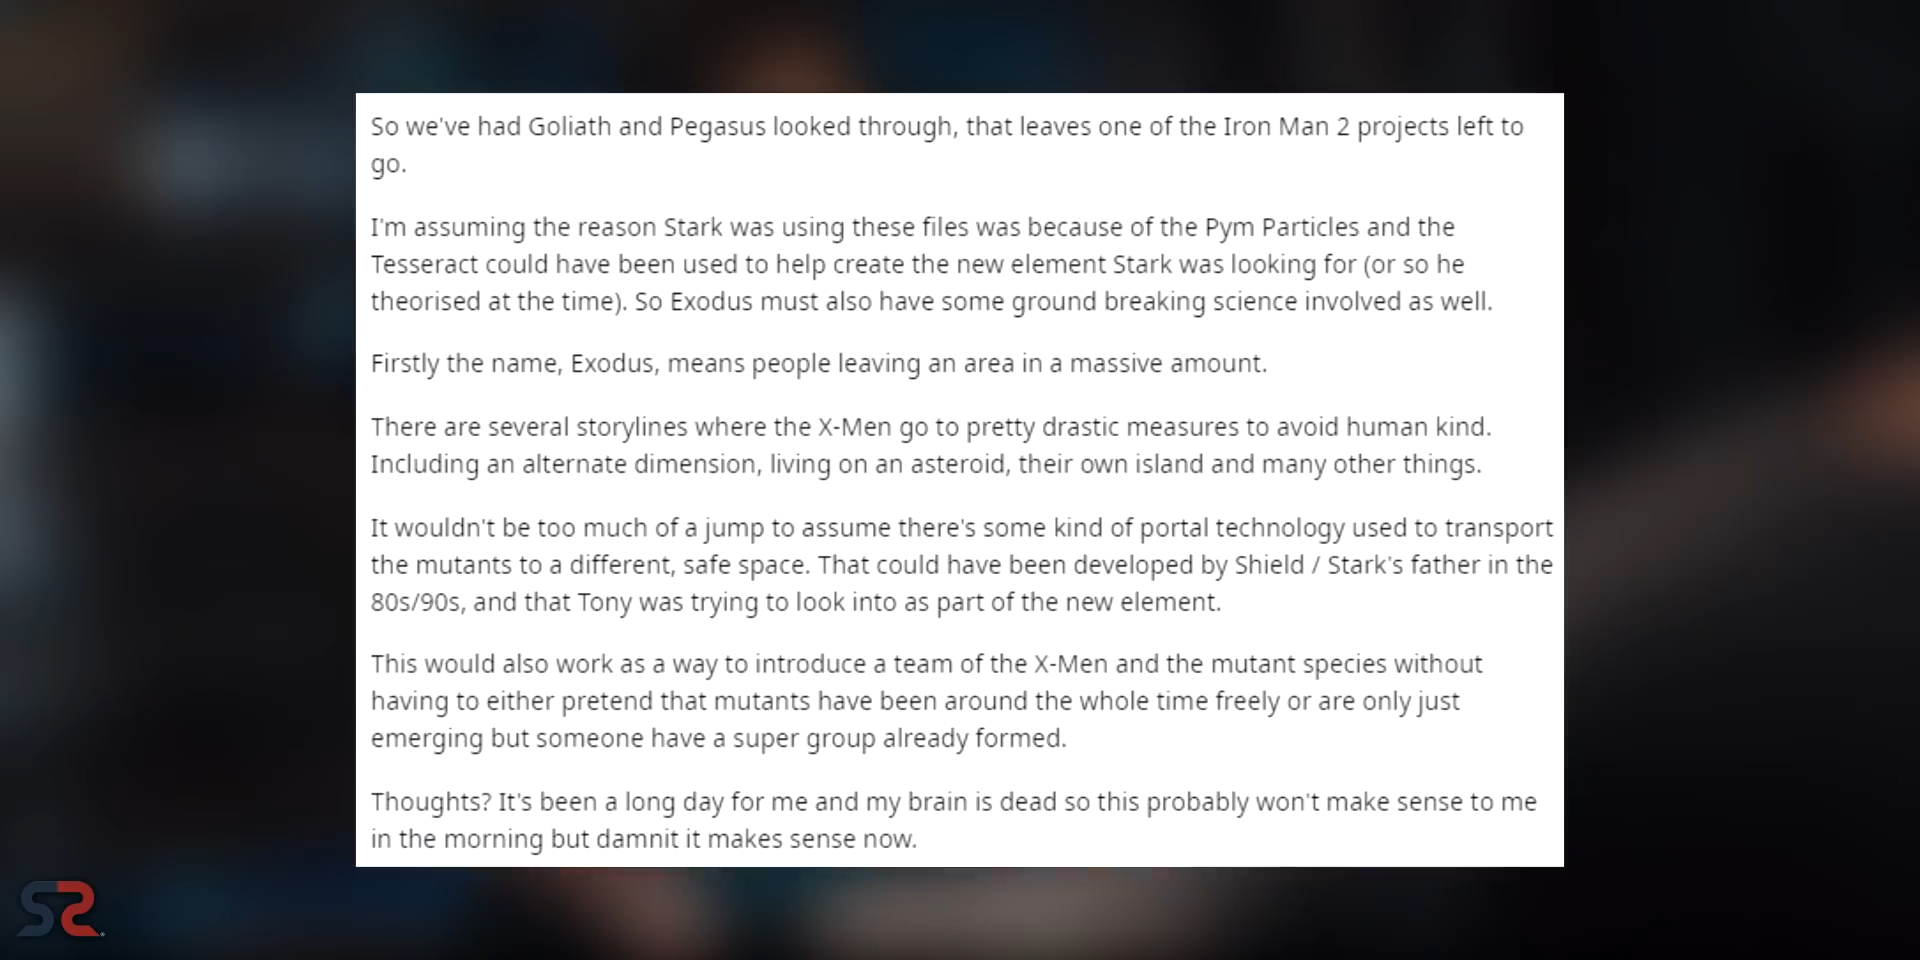 So we've had Goliath and Pegasus looked through, that leaves one of the Iron Man 2 projects left to
go.
I'm assuming the reason Stark was using these files was because of the Pym Particles and the
Tesseract could have been used to help create the new element Stark was looking for (or so he
theorised at the time). So Exodus must also have some ground breaking science involved as well.
Firstly the name, Exodus, means people leaving an area in a massive amount.
There are several storylines where the X-Men go to pretty drastic measures to avoid human kind.
Including an alternate dimension, living on an asteroid, their own island and many other things.
It wouldn't be too much of a jump to assume there's some kind of portal technology used to transport
the mutants to a different, safe space. That could have been developed by Shield / Stark's father in the
80s/90s, and that Tony was trying to look into as part of the new element.
This would also work as a way to introduce a team of the X-Men and the mutant species without
having to either pretend that mutants have been around the whole time freely or are only just
emerging but someone have a super group already formed.
Thoughts? It's been a long day for me and my brain is dead so this probably won't make sense to me
in the morning but damnit it makes sense now.
SR